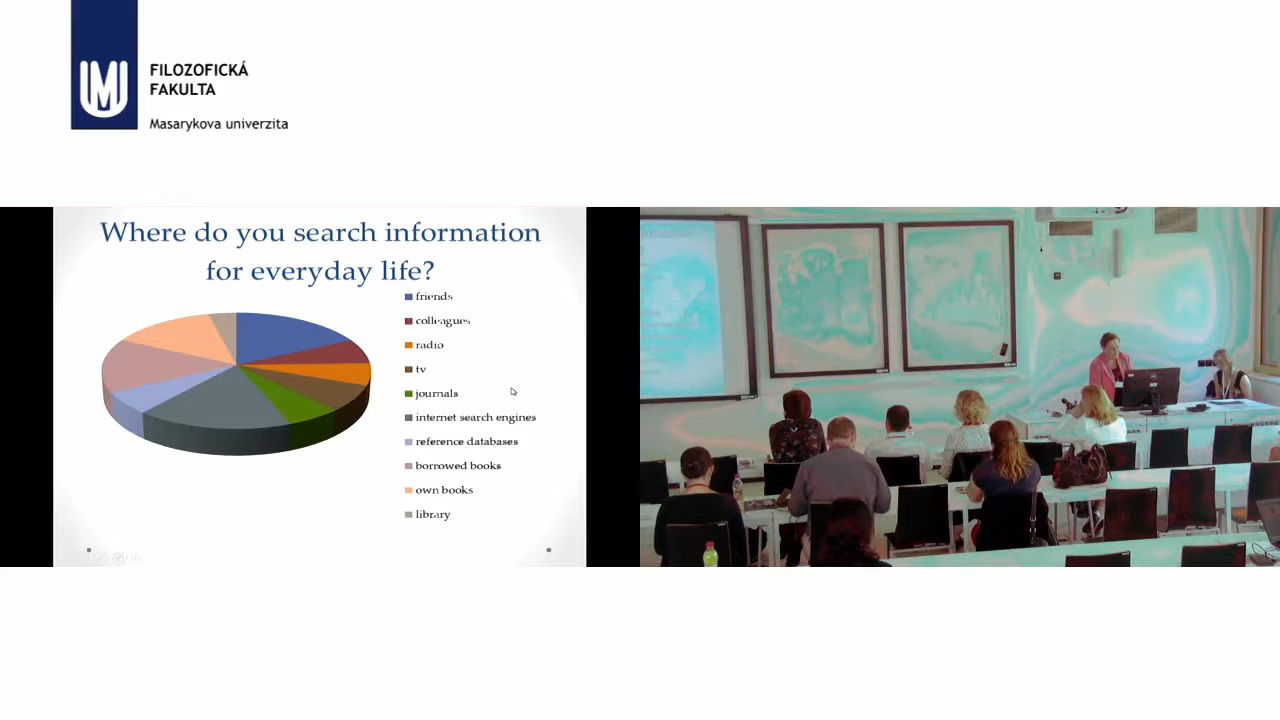 FILOZOFICKÁ
FAKULTA
Masarykova univerzita
Where do you search information
for everyday life?
friends
colleagues
radio
tv
journals
internet search engines
reference databases
borrowed books
own books
library